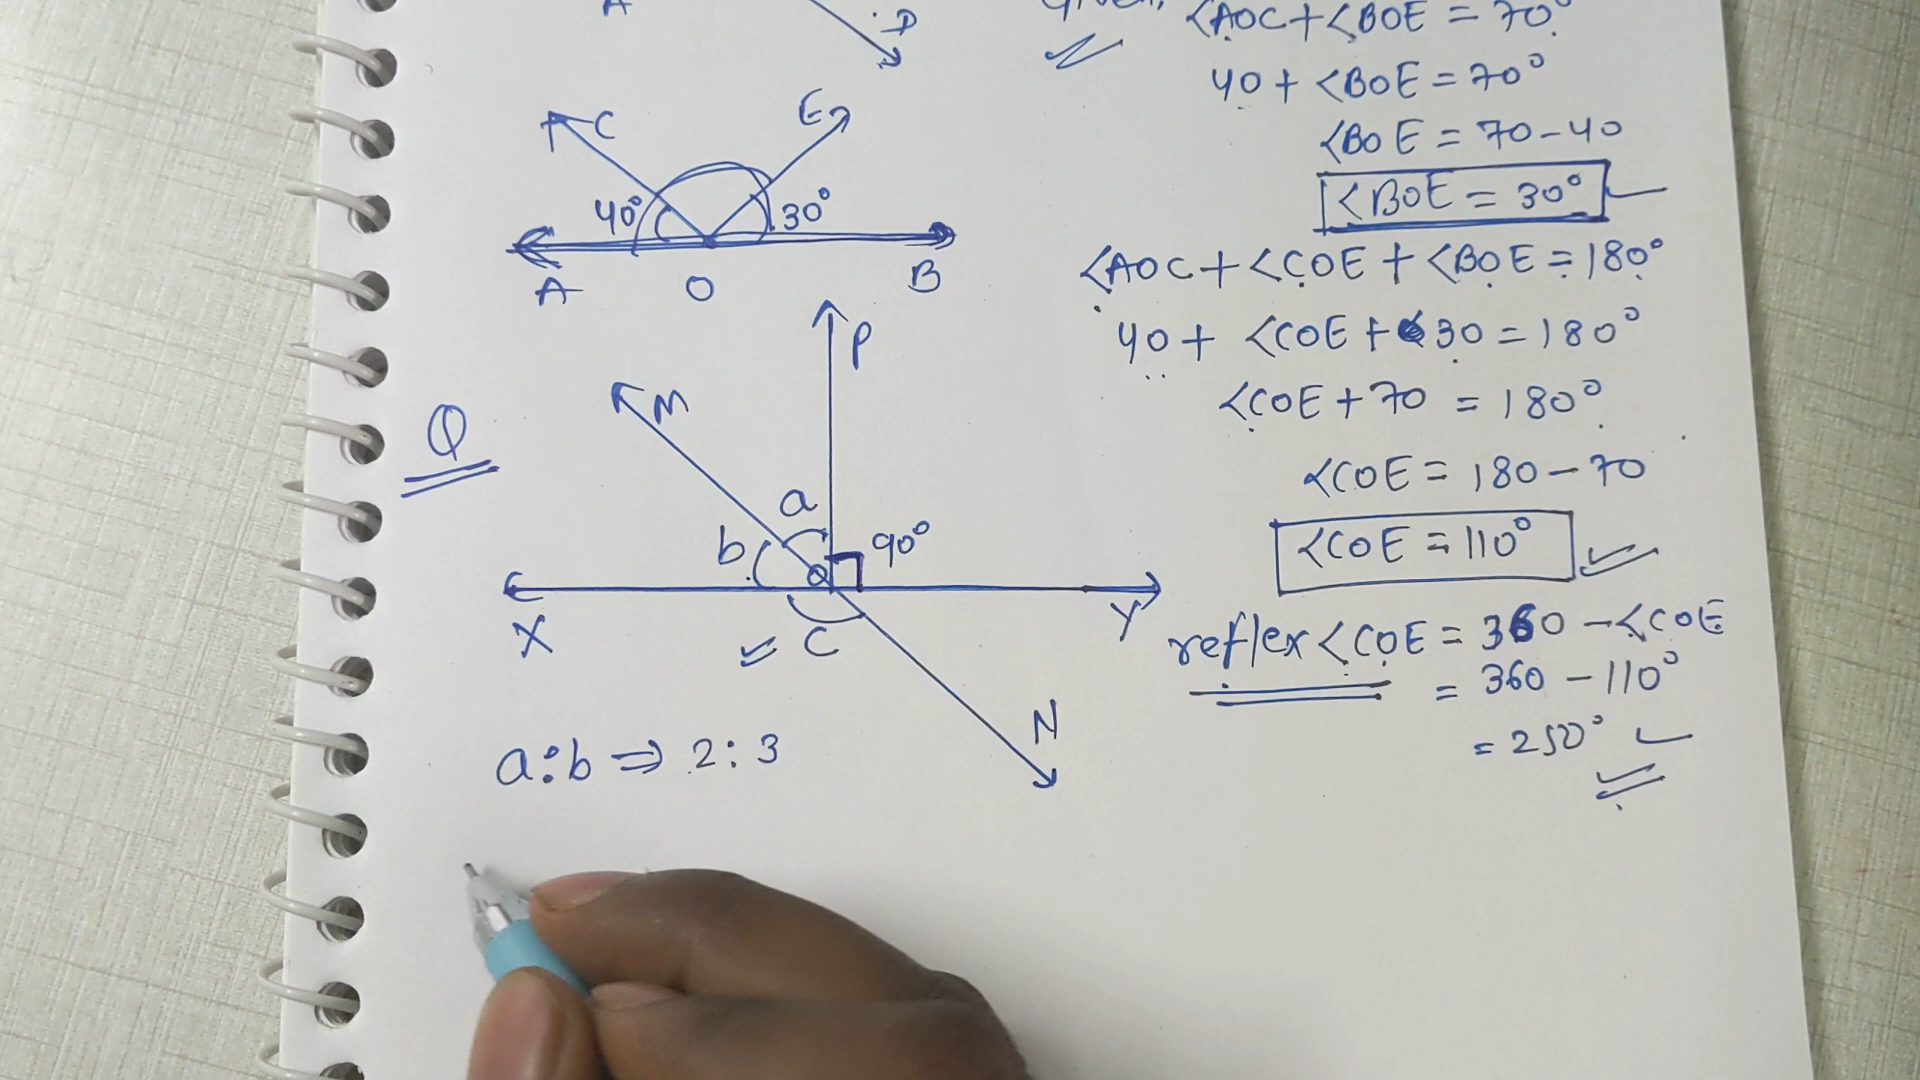 A
D
<AOC + <BOE = 70°
40 + <BOE = 70°
<BOE = 70 - 40
<BOE = 30°
<AOC + <COE + <BOE = 180°
40 + <COE + 30 = 180°
<COE + 70 = 180°
<COE = 180 - 70
<COE = 110°
reflex <COE = 360 - <COE
= 360 - 110°
= 250°
C E
40° 30°
A O B
P
M
Q
a
b 90°
O
X Y
C
N
a:b ⇒ 2:3